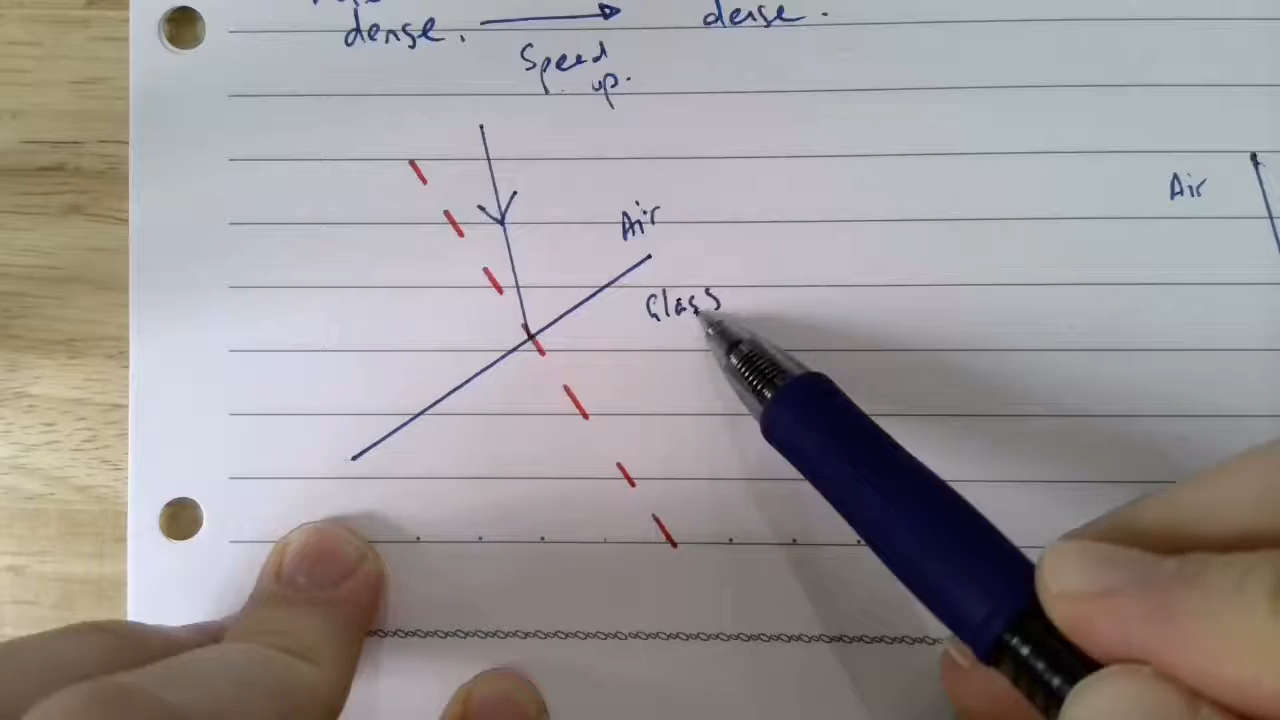 dense. dense.
Speed
up.
Air
Glass
Air